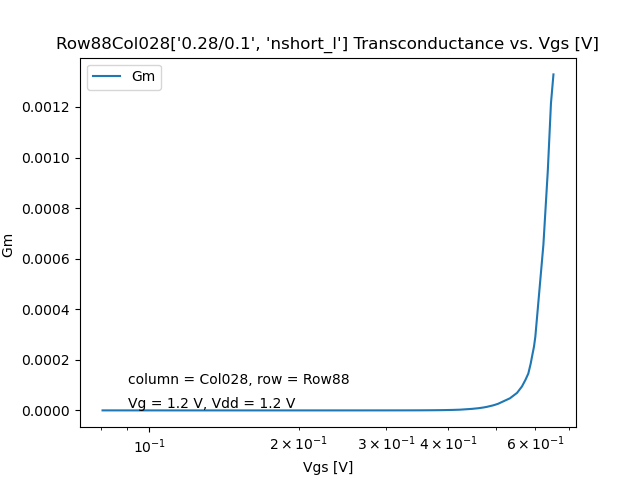 Row88Col028['0.28/0.1', 'nshort_l'] Transconductance vs. Vgs [V]
Gm
0.0012
0.0010
0.0008
0.0006
0.0004
0.0002
0.0000
Gm
column = Col028, row = Row88
Vg = 1.2 V, Vdd = 1.2 V
10⁻¹ 2 × 10⁻¹ 3 × 10⁻¹ 4 × 10⁻¹ 6 × 10⁻¹
Vgs [V]